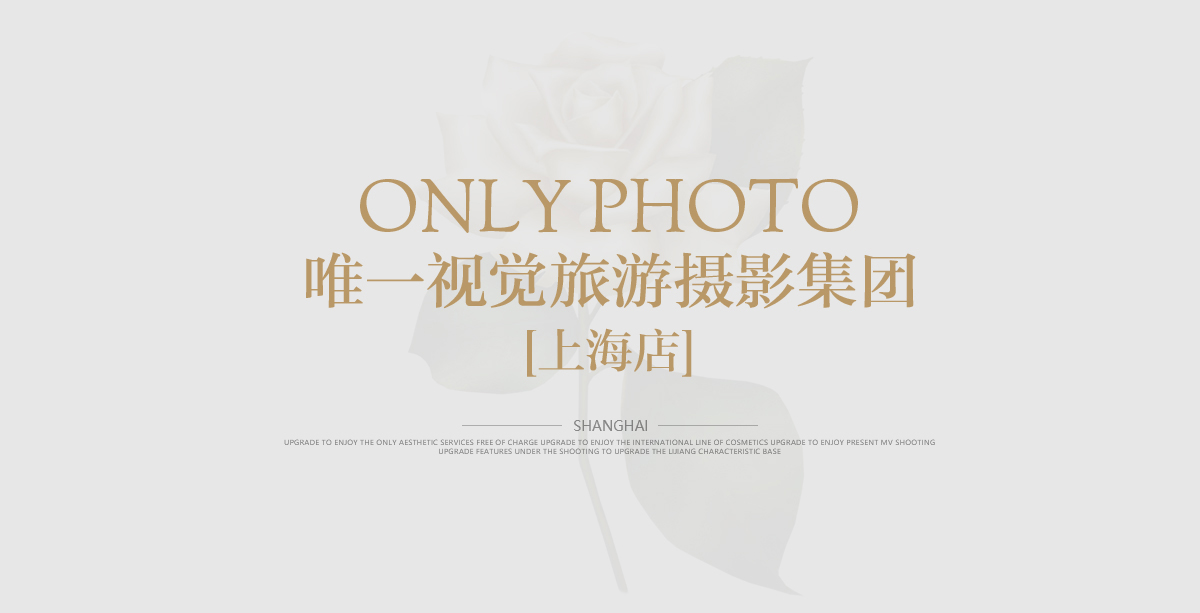 ONLY PHOTO
唯一视觉旅游摄影集团
[上海店]
SHANGHAI
UPGRADE TO ENJOY THE ONLY AESTHETIC SERVICES FREE OF CHARGE UPGRADE TO ENJOY THE INTERNATIONAL LINE OF COSMETICS UPGRADE TO ENJOY PRESENT MV SHOOTING
UPGRADE FEATURES UNDER THE SHOOTING TO UPGRADE THE LIJIANG CHARACTERISTIC BASE